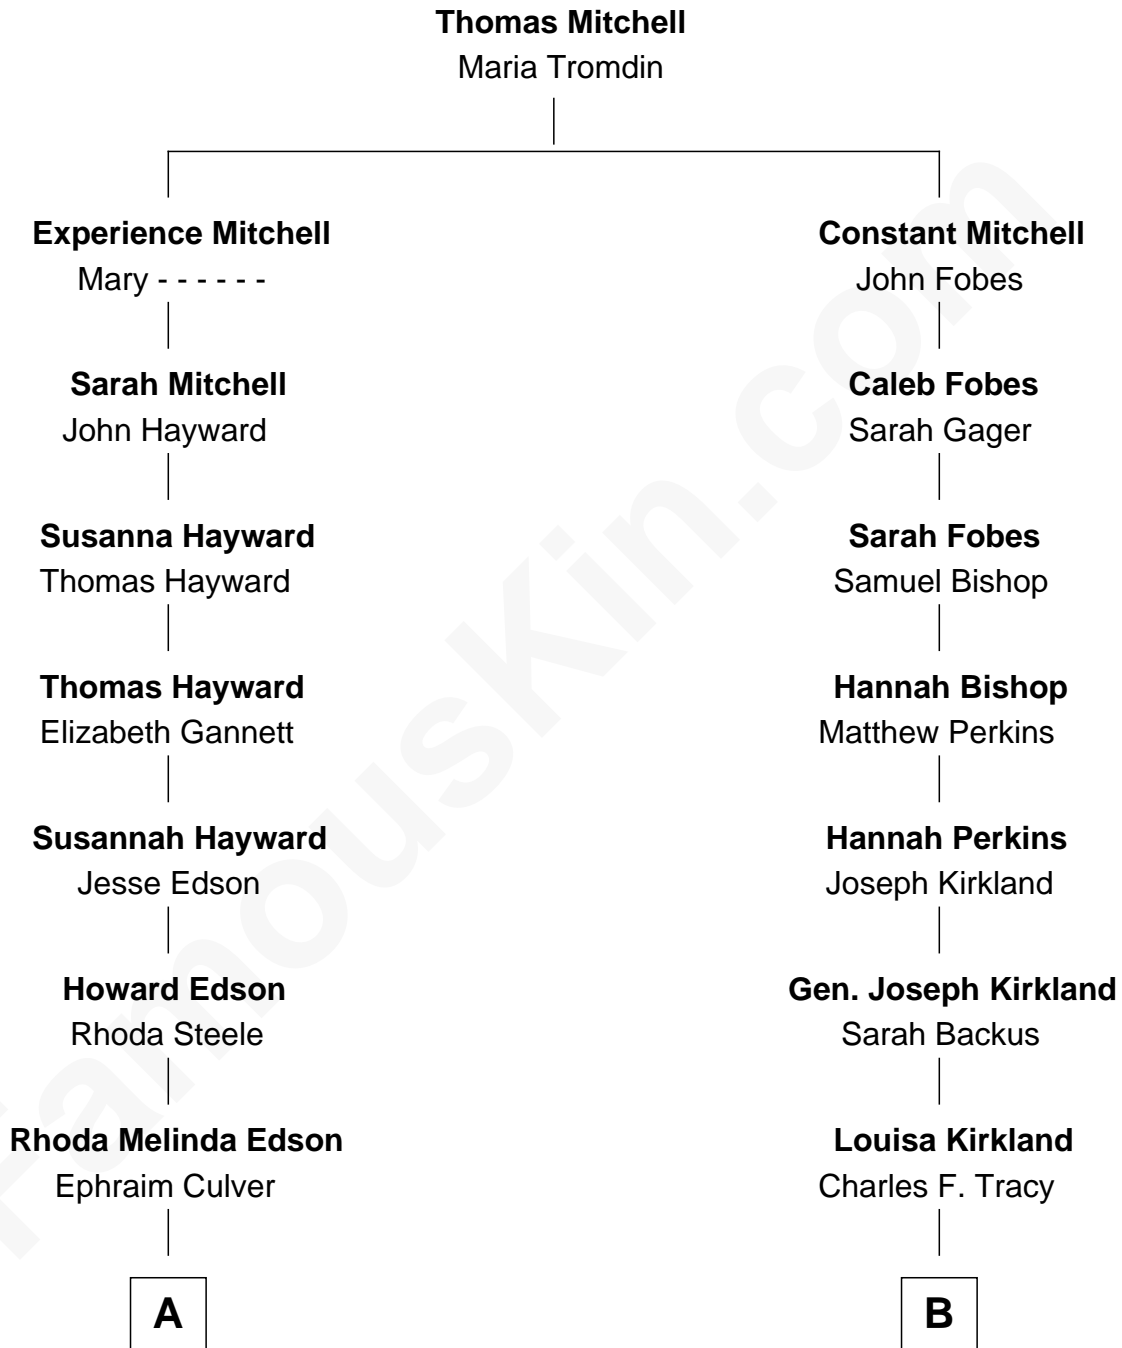 Thomas Mitchell
Maria Tromdin
Experience Mitchell
Mary - - - - - -
Constant Mitchell
John Fobes
Sarah Mitchell
John Hayward
Caleb Fobes
Sarah Gager
Susanna Hayward
Thomas Hayward
Sarah Fobes
Samuel Bishop
Thomas Hayward
Elizabeth Gannett
Hannah Bishop
Matthew Perkins
Susannah Hayward
Jesse Edson
Hannah Perkins
Joseph Kirkland
Howard Edson
Rhoda Steele
Gen. Joseph Kirkland
Sarah Backus
Rhoda Melinda Edson
Ephraim Culver
Louisa Kirkland
Charles F. Tracy
A
B
FamousKin.com